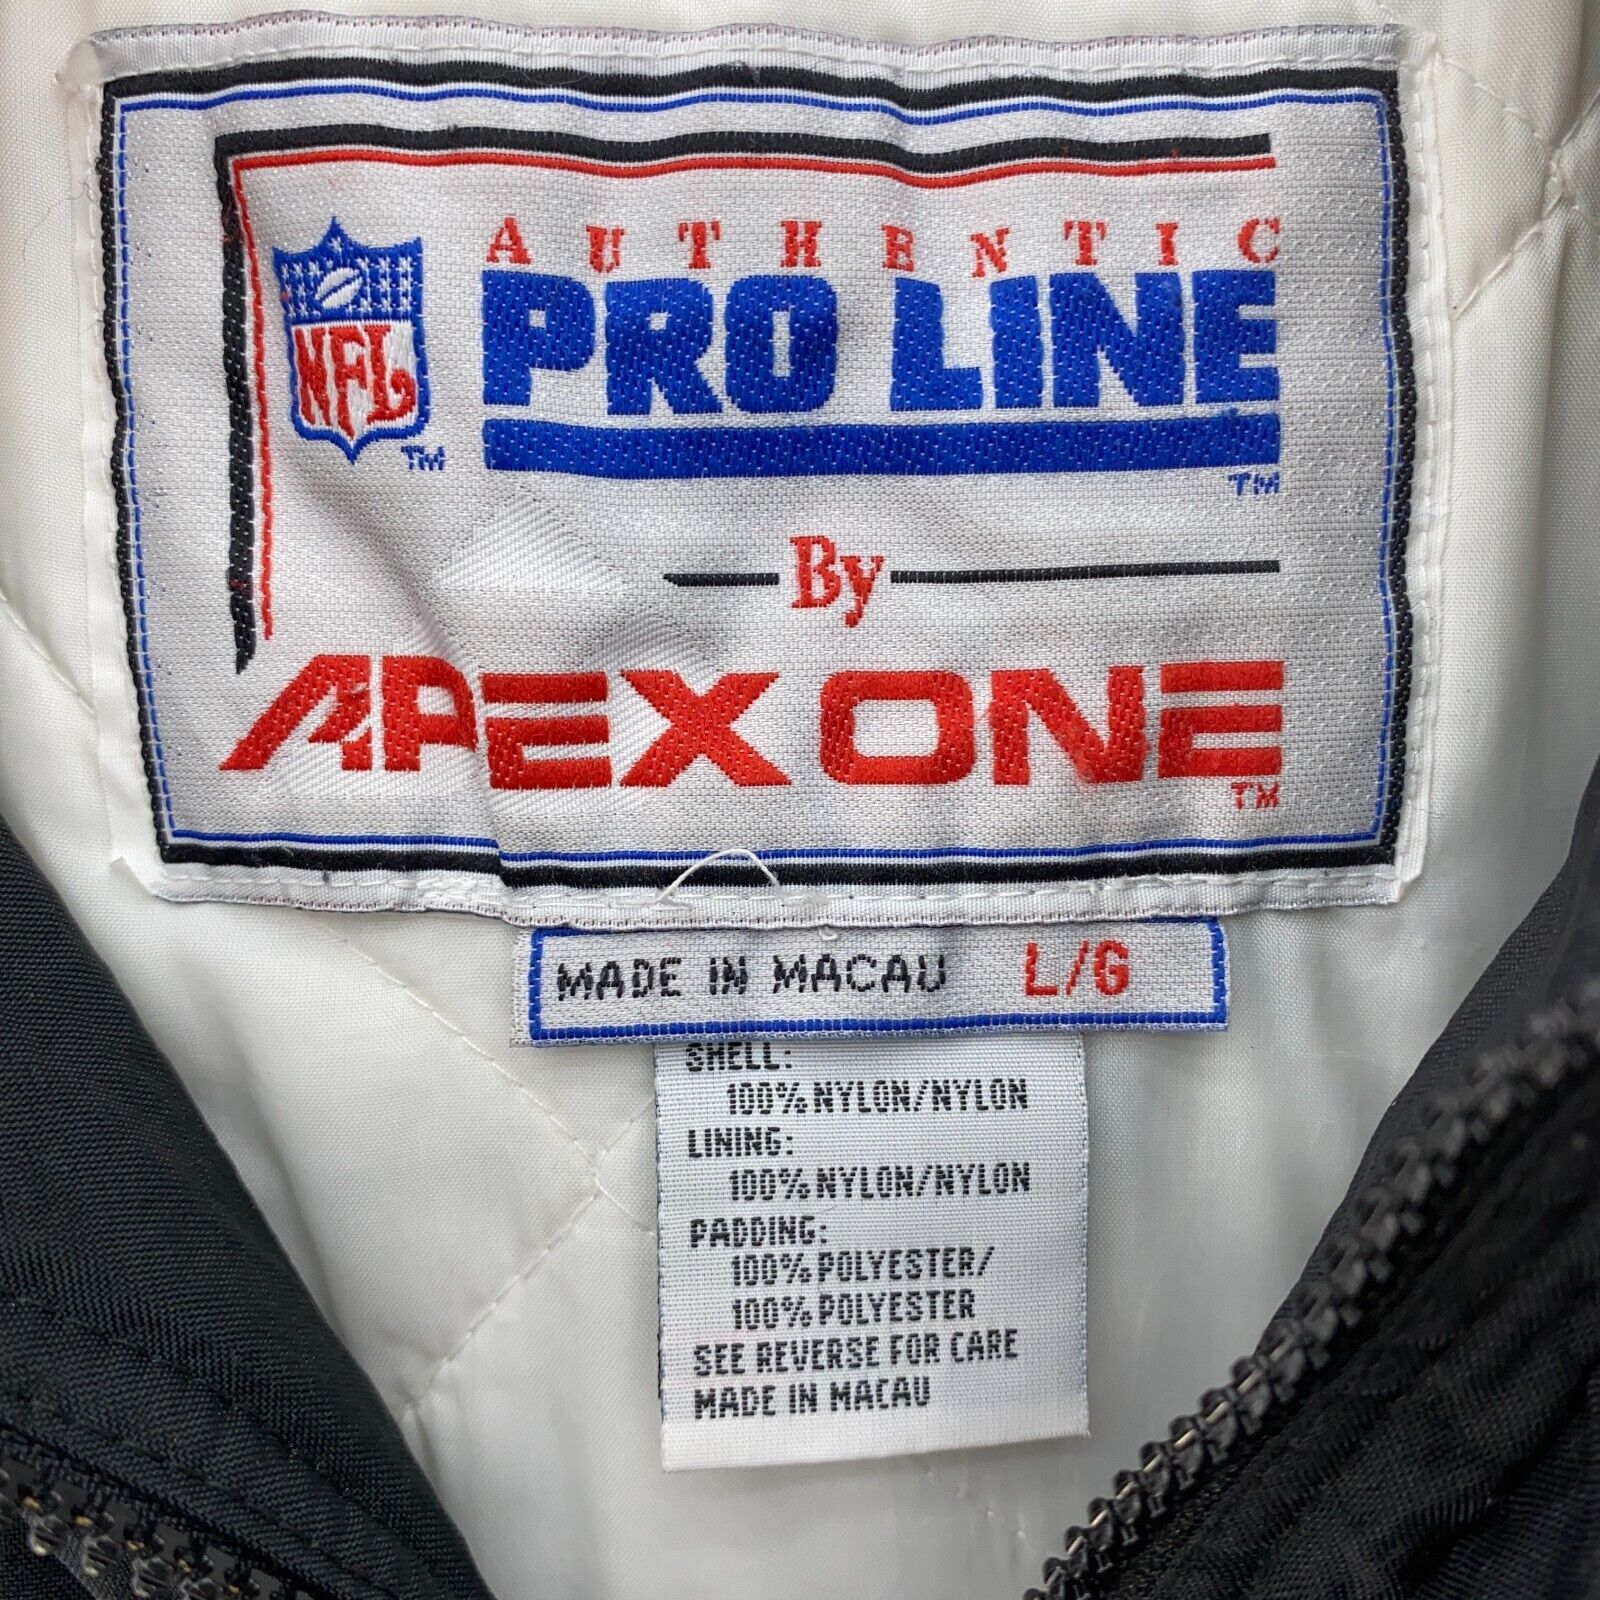 AUTHENTIC
PRO LINE
NFL
TM
TM
By
APEX ONE
TM
MADE IN MACAU L/G
SHELL:
100% NYLON/NYLON
LINING:
100% NYLON/NYLON
PADDING:
100% POLYESTER/
100% POLYESTER
SEE REVERSE FOR CARE
MADE IN MACAU